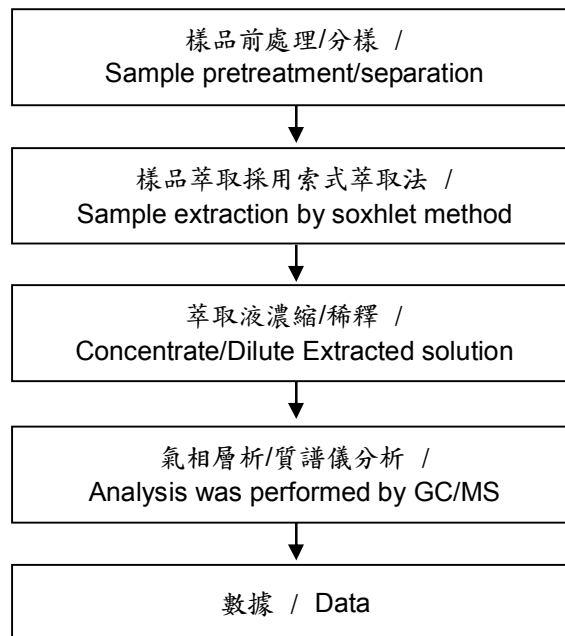 樣品前處理/分樣 /
Sample pretreatment/separation
樣品萃取採用索式萃取法 /
Sample extraction by soxhlet method
萃取液濃縮/稀釋 /
Concentrate/Dilute Extracted solution
氣相層析/質譜儀分析 /
Analysis was performed by GC/MS
數據 / Data